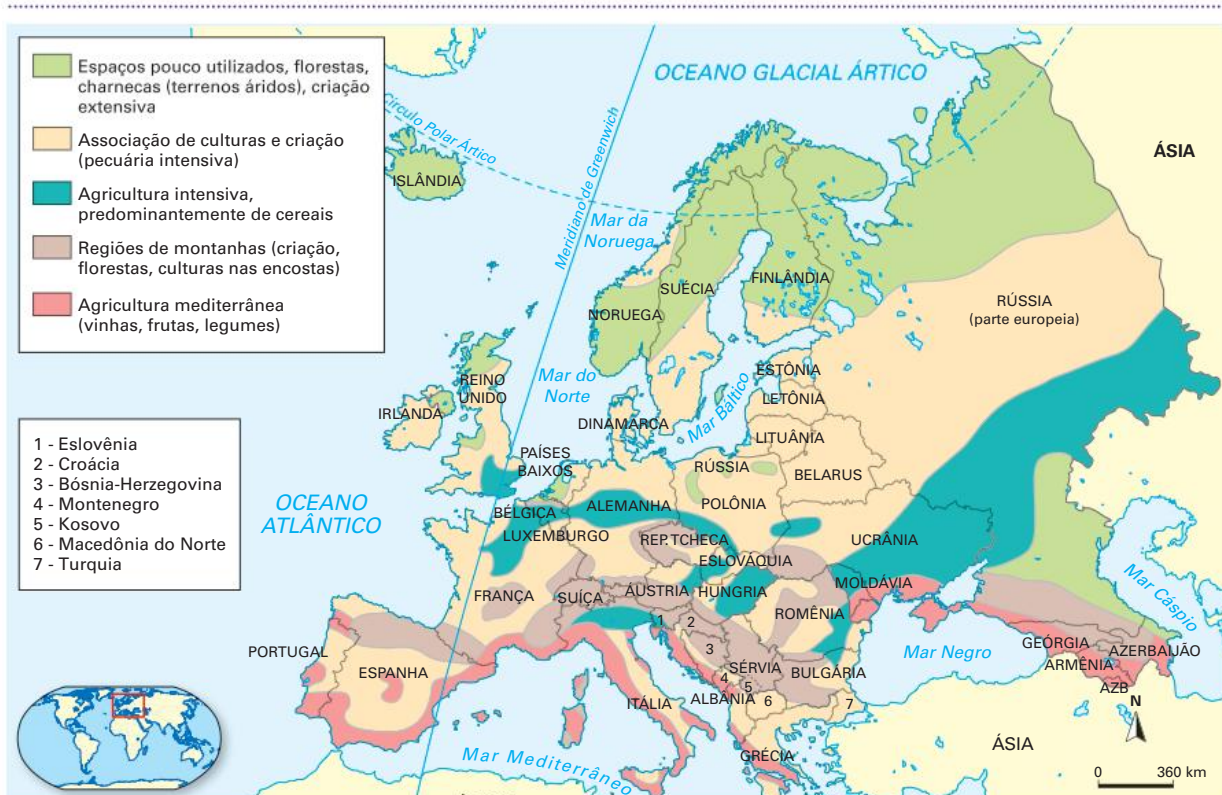 Espaços pouco utilizados, florestas,
charnecas (terrenos áridos), criação
extensiva
Associação de culturas e criação
(pecuária intensiva)
Agricultura intensiva,
predominantemente de cereais
Regiões de montanhas (criação,
florestas, culturas nas encostas)
Agricultura mediterrânea
(vinhas, frutas, legumes)
1 - Eslovênia
2 - Croácia
3 - Bósnia-Herzegovina
4 - Montenegro
5 - Kosovo
6 - Macedônia do Norte
7 - Turquia
OCEANO GLACIAL ÁRTICO
Círculo Polar Ártico
Meridiano de Greenwich
ÁSIA
ISLÂNDIA
Mar da
Noruega
SUÉCIA
FINLÂNDIA
NORUEGA
RÚSSIA
(parte europeia)
REINO
UNIDO
Mar do
Norte
ESTÔNIA
LETÔNIA
IRLANDA
DINAMARCA
Mar Báltico
LITUÂNIA
PAÍSES
BAIXOS
RÚSSIA
BELARUS
OCEANO
ATLÂNTICO
BÉLGICA
ALEMANHA
POLÔNIA
LUXEMBURGO
REP. TCHECA
UCRÂNIA
ESLOVÁQUIA
FRANÇA
SUÍÇA
ÁUSTRIA
HUNGRIA
MOLDÁVIA
ROMÊNIA
Mar Cáspio
1
2
3
PORTUGAL
ESPANHA
SÉRVIA
BULGÁRIA
Mar Negro
GEÓRGIA
AZERBAIJÃO
ARMÊNIA
AZB
4
5
6
7
ITÁLIA
ALBÂNIA
GRÉCIA
Mar Mediterrâneo
ÁSIA
N
0 360 km